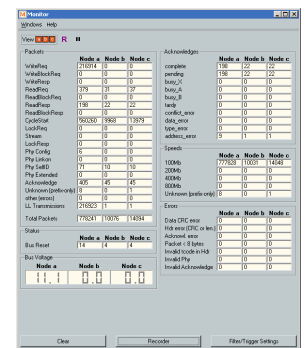 Monitor
Windows Help
View a b c R
Packets
Node a Node b Node c
WriteReq 216914 0 0
WriteBlockReq 0 0 0
WriteResp 0 0 0
ReadReq 379 31 37
ReadBlockReq 0 0 0
ReadResp 198 22 22
ReadBlockResp 0 0 0
CycleStart 560260 9968 13979
LockReq 0 0 0
Stream 0 0 0
LockResp 0 0 0
Phy Config 6 0 0
Phy Linkon 0 0 0
Phy SelfID 71 10 10
Phy Extended 0 0 0
Acknowledge 405 45 45
Unknown (prefix-only) 8 0 1
other (errors) 0 0 0
LL Transmissions 216923 1 1
Total Packets 778241 10076 14094
Status
Node a Node b Node c
Bus Reset 14 4 4
Bus Voltage
Node a Node b Node c
11.1 0.0 0.0
Acknowledges
Node a Node b Node c
complete 198 22 22
pending 198 22 22
busy_X 0 0 0
busy_A 0 0 0
busy_B 0 0 0
tardy 0 0 0
conflict_error 0 0 0
data_error 0 0 0
type_error 0 0 0
address_error 9 1 1
Speeds
Node a Node b Node c
100Mb 777828 10031 14048
200Mb 0 0 0
400Mb 0 0 0
800Mb 0 0 0
Unknown (prefix-only) 8 0 1
Errors
Node a Node b Node c
Data CRC error 0 0 0
Hdr error (CRC or len.) 0 0 0
Acknowl. error 0 0 0
Packet < 8 bytes 0 0 0
Invalid tcode in Hdr 0 0 0
Invalid Phy 0 0 0
Invalid Acknowledge 0 0 0
Clear
Recorder
Filter/Trigger Settings